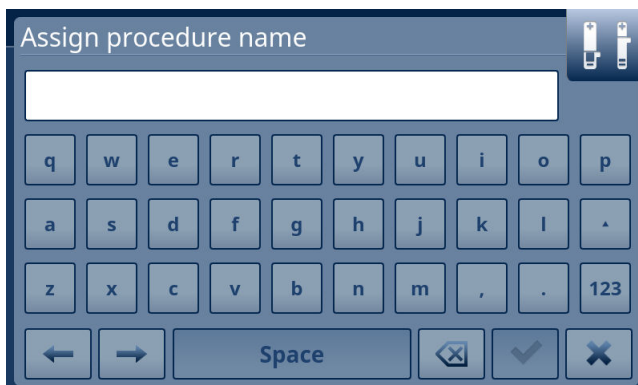 Assign procedure name
q w e r t y u i o p
a s d f g h j k l
z x c v b n m , . 123
Space